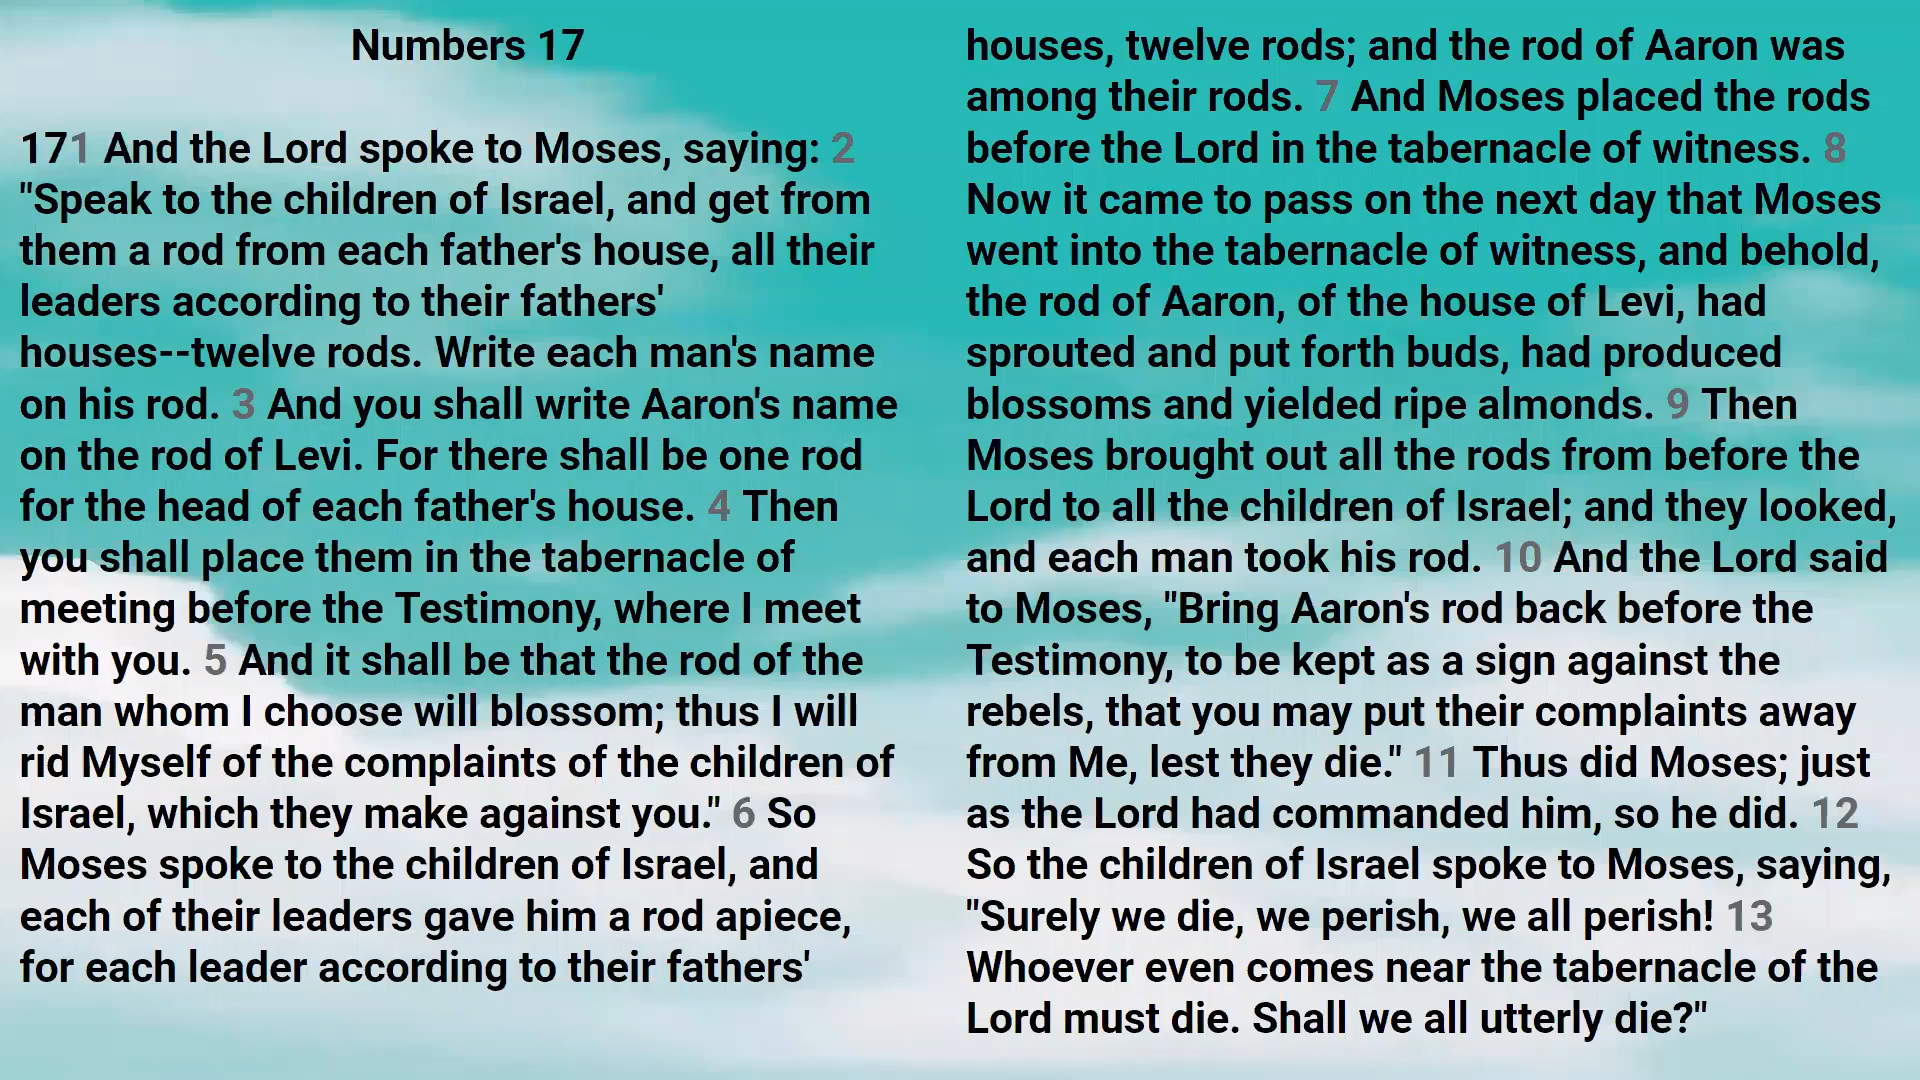 Numbers 17
171 And the Lord spoke to Moses, saying: 2
"Speak to the children of Israel, and get from
them a rod from each father's house, all their
leaders according to their fathers'
houses--twelve rods. Write each man's name
on his rod. 3 And you shall write Aaron's name
on the rod of Levi. For there shall be one rod
for the head of each father's house. 4 Then
you shall place them in the tabernacle of
meeting before the Testimony, where I meet
with you. 5 And it shall be that the rod of the
man whom I choose will blossom; thus I will
rid Myself of the complaints of the children of
Israel, which they make against you." 6 So
Moses spoke to the children of Israel, and
each of their leaders gave him a rod apiece,
for each leader according to their fathers'
houses, twelve rods; and the rod of Aaron was
among their rods. 7 And Moses placed the rods
before the Lord in the tabernacle of witness. 8
Now it came to pass on the next day that Moses
went into the tabernacle of witness, and behold,
the rod of Aaron, of the house of Levi, had
sprouted and put forth buds, had produced
blossoms and yielded ripe almonds. 9 Then
Moses brought out all the rods from before the
Lord to all the children of Israel; and they looked,
and each man took his rod. 10 And the Lord said
to Moses, "Bring Aaron's rod back before the
Testimony, to be kept as a sign against the
rebels, that you may put their complaints away
from Me, lest they die." 11 Thus did Moses; just
as the Lord had commanded him, so he did. 12
So the children of Israel spoke to Moses, saying,
"Surely we die, we perish, we all perish! 13
Whoever even comes near the tabernacle of the
Lord must die. Shall we all utterly die?"